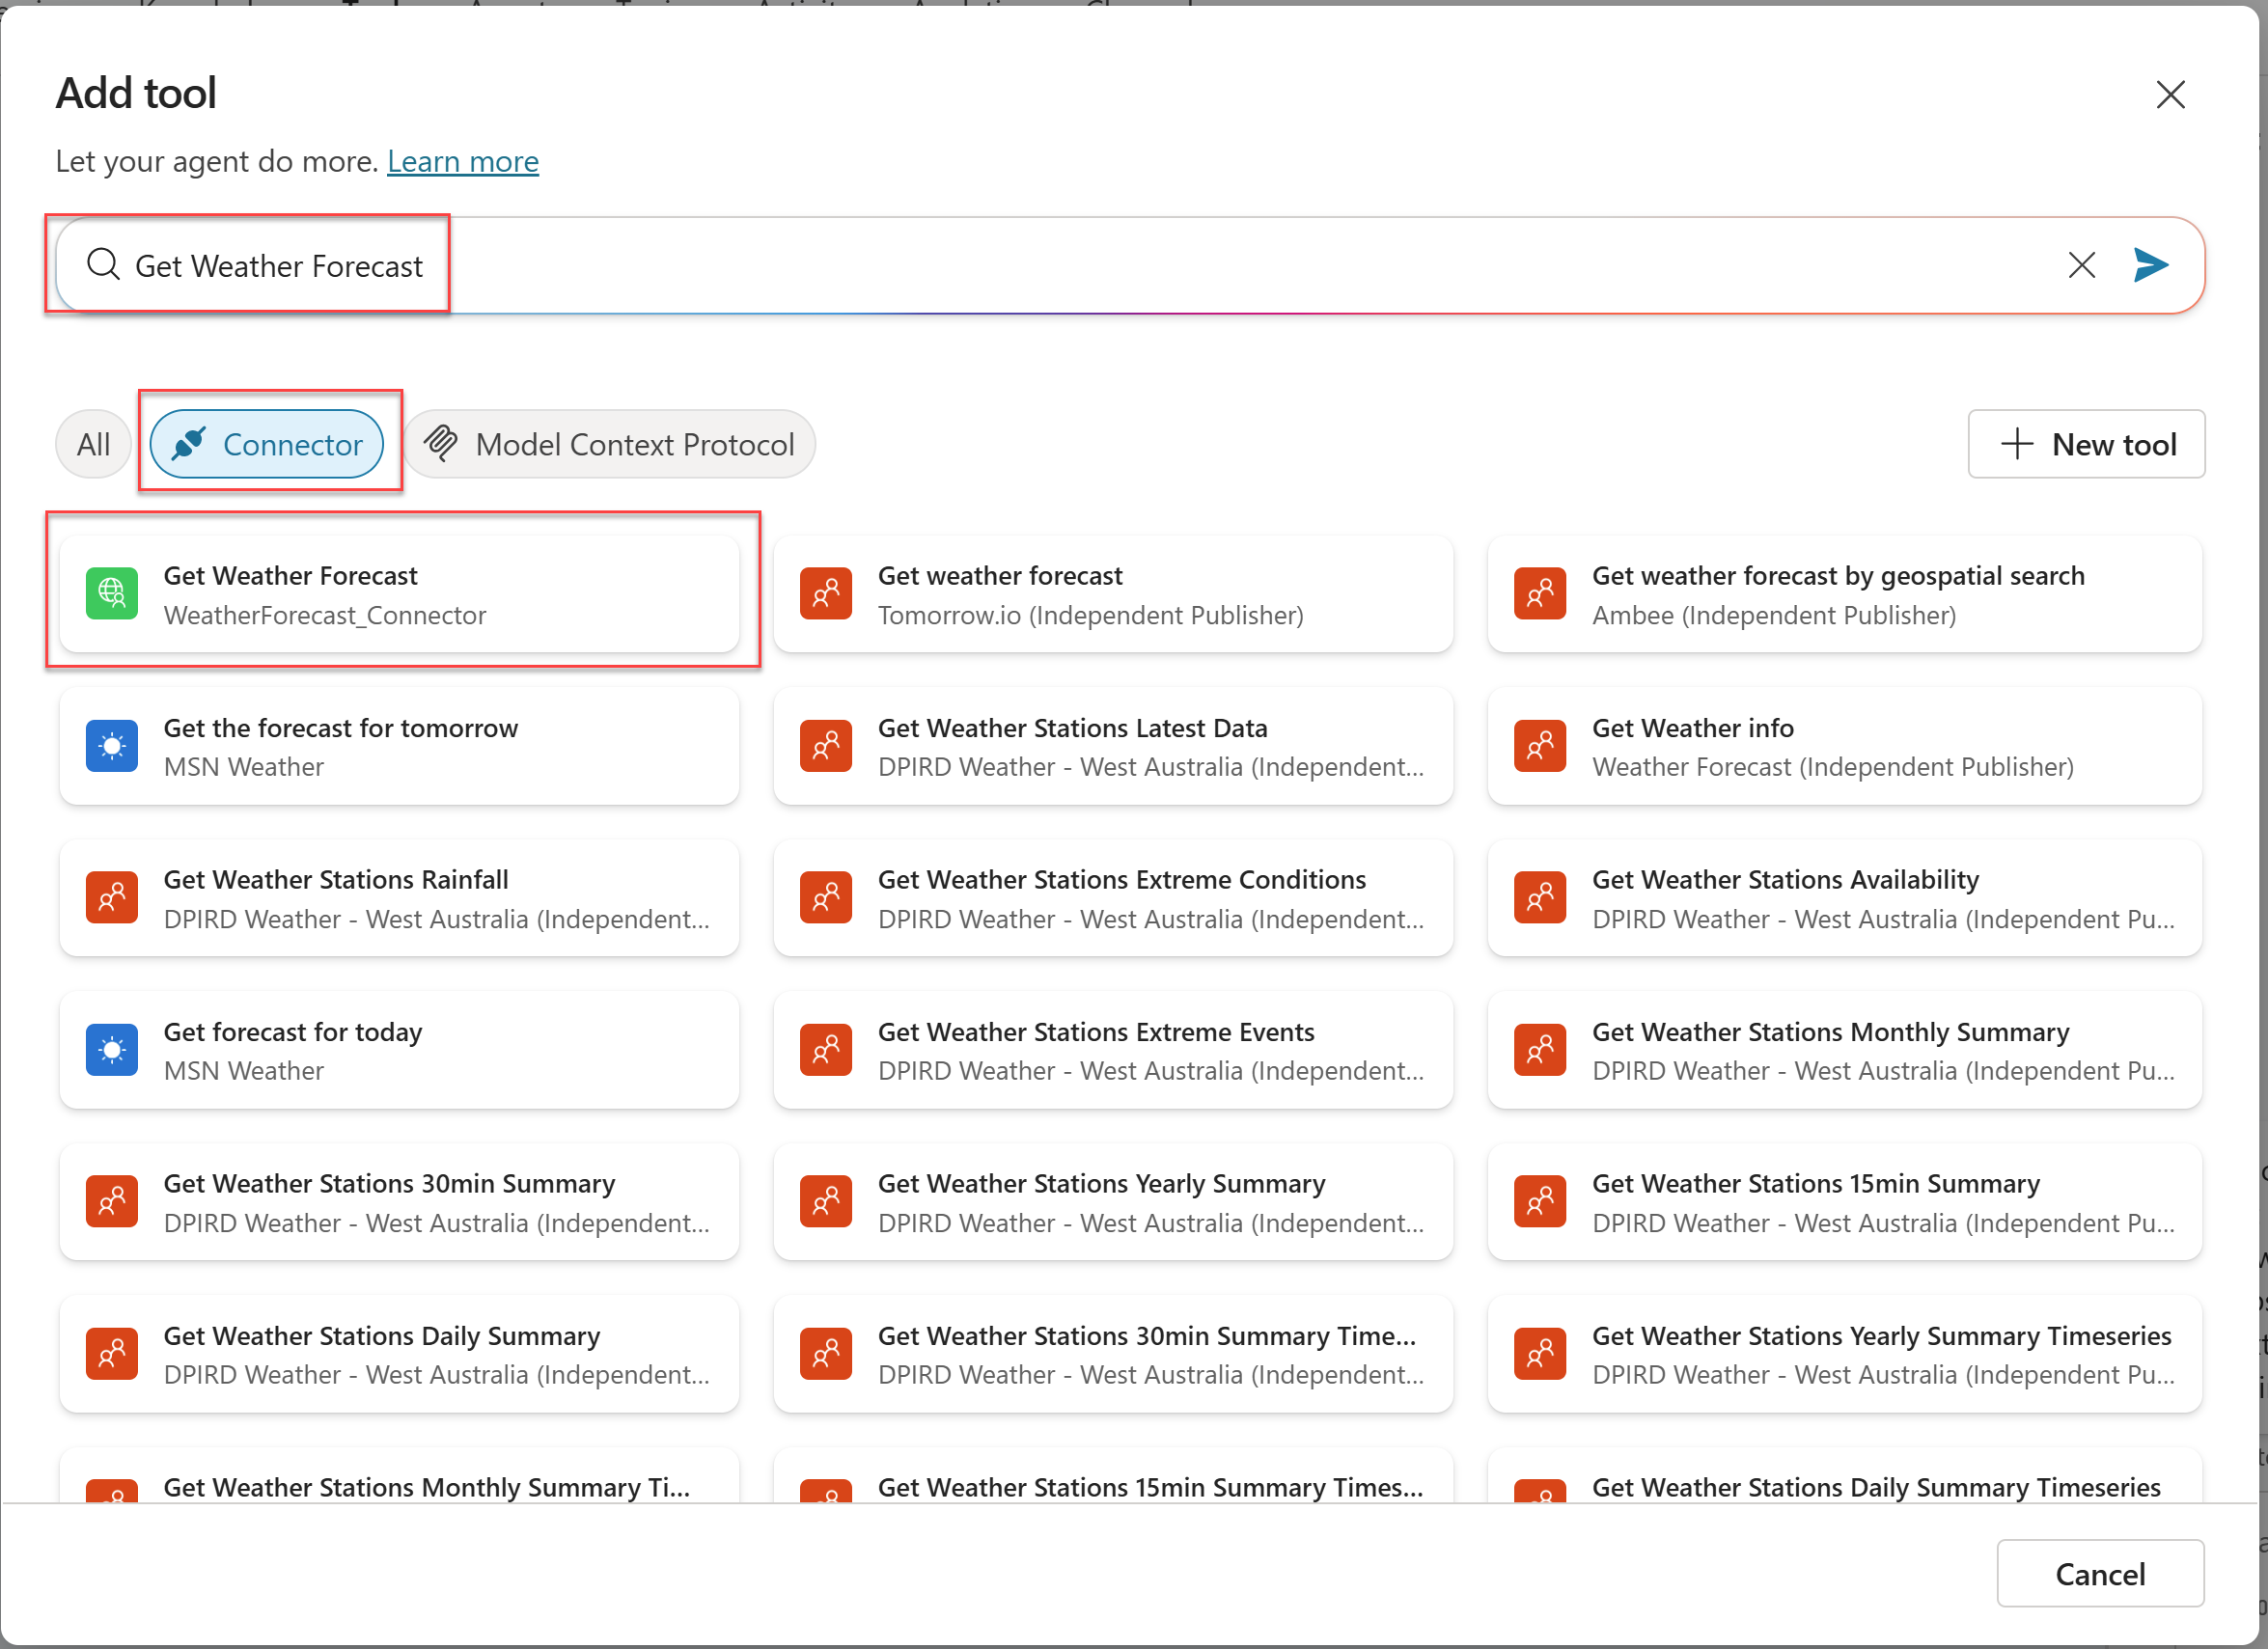 Add tool
Let your agent do more. Learn more
Get Weather Forecast
All
Connector
Model Context Protocol
New tool
Get Weather Forecast
WeatherForecast_Connector
Get weather forecast
Tomorrow.io (Independent Publisher)
Get weather forecast by geospatial search
Ambee (Independent Publisher)
Get the forecast for tomorrow
MSN Weather
Get Weather Stations Latest Data
DPIRD Weather - West Australia (Independent...
Get Weather info
Weather Forecast (Independent Publisher)
Get Weather Stations Rainfall
DPIRD Weather - West Australia (Independent...
Get Weather Stations Extreme Conditions
DPIRD Weather - West Australia (Independent...
Get Weather Stations Availability
DPIRD Weather - West Australia (Independent Pu...
Get forecast for today
MSN Weather
Get Weather Stations Extreme Events
DPIRD Weather - West Australia (Independent...
Get Weather Stations Monthly Summary
DPIRD Weather - West Australia (Independent Pu...
Get Weather Stations 30min Summary
DPIRD Weather - West Australia (Independent...
Get Weather Stations Yearly Summary
DPIRD Weather - West Australia (Independent...
Get Weather Stations 15min Summary
DPIRD Weather - West Australia (Independent Pu...
Get Weather Stations Daily Summary
DPIRD Weather - West Australia (Independent...
Get Weather Stations 30min Summary Time...
DPIRD Weather - West Australia (Independent...
Get Weather Stations Yearly Summary Timeseries
DPIRD Weather - West Australia (Independent Pu...
Get Weather Stations Monthly Summary Ti...
Get Weather Stations 15min Summary Times...
Get Weather Stations Daily Summary Timeseries
Cancel